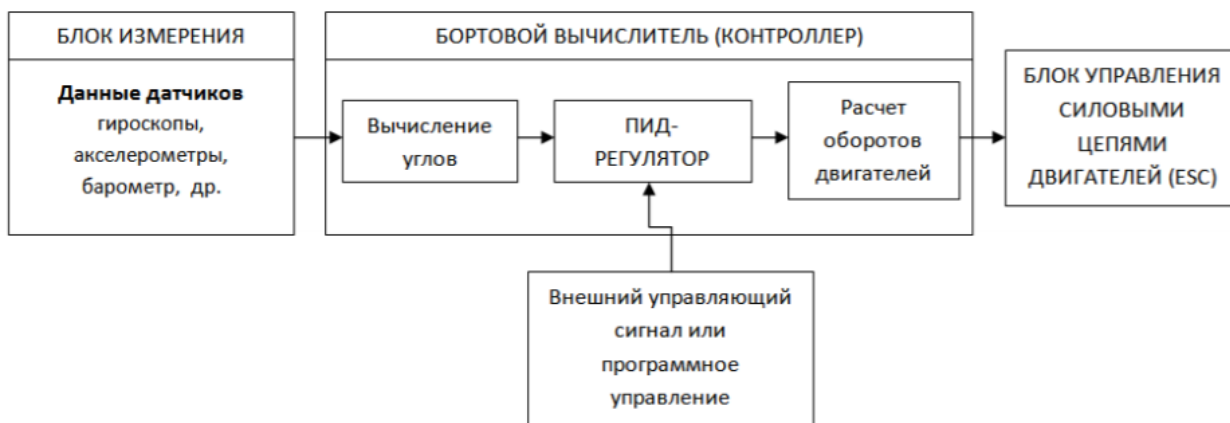 БЛОК ИЗМЕРЕНИЯ
Данные датчиков
гироскопы,
акселерометры,
барометр, др.
БОРТОВОЙ ВЫЧИСЛИТЕЛЬ (КОНТРОЛЛЕР)
Вычисление
углов
ПИД-
РЕГУЛЯТОР
Расчет
оборотов
двигателей
БЛОК УПРАВЛЕНИЯ
СИЛОВЫМИ
ЦЕПЯМИ
ДВИГАТЕЛЕЙ (ESC)
Внешний управляющий
сигнал или
программное
управление